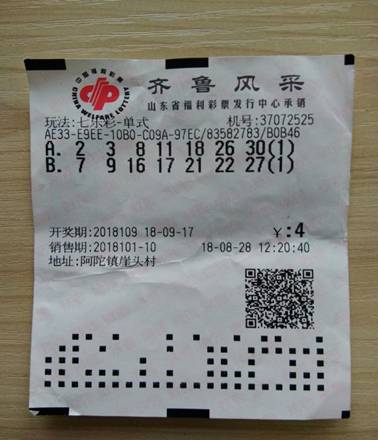 中国福利彩票
CHINA WELFARE LOTTERY
齐鲁风采
山东省福利彩票发行中心承销
玩法:七乐彩-单式 机号:37072525
AE33-E9EE-10B0-C09A-97EC/83582783/B0B46
A. 2 3 8 11 18 26 30(1)
B. 7 9 16 17 21 22 27(1)
开奖期:2018109 18-09-17 ¥:4
销售期:2018101-10 18-08-28 12:20:40
地址:阿陀镇崖头村